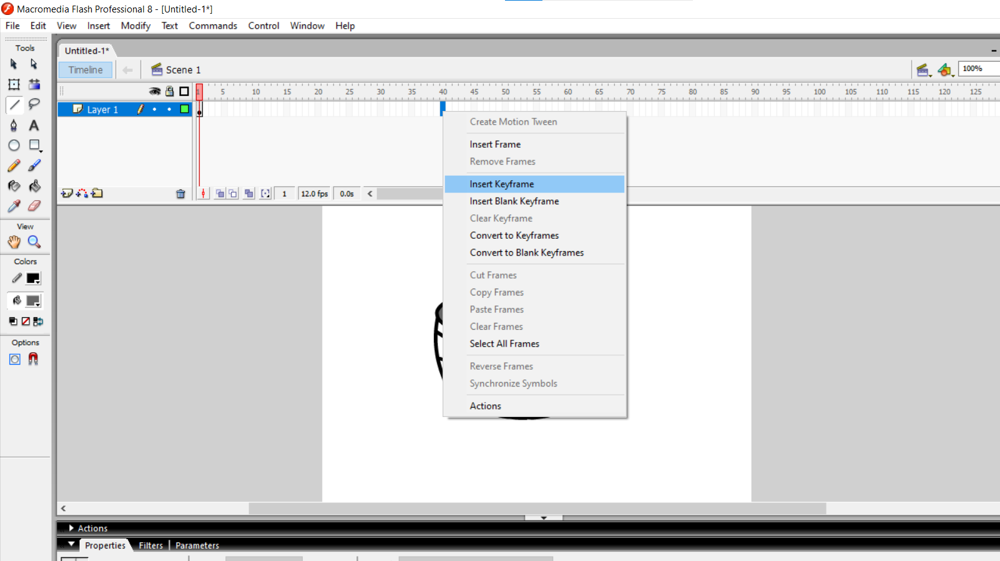 Macromedia Flash Professional 8 - [Untitled-1*]
File Edit View Insert Modify Text Commands Control Window Help
Tools
Untitled-1*
Timeline
Scene 1
100%
1 5 10 15 20 25 30 35 40 45 50 55 60 65 70 75 80 85 90 95 100 105 110 115 120 125
Layer 1
Create Motion Tween
Insert Frame
Remove Frames
Insert Keyframe
1 12.0 fps 0.0s
Insert Blank Keyframe
Clear Keyframe
Convert to Keyframes
Convert to Blank Keyframes
Cut Frames
Copy Frames
Paste Frames
Clear Frames
Select All Frames
Reverse Frames
Synchronize Symbols
Actions
View
Colors
Options
Actions
Properties Filters Parameters